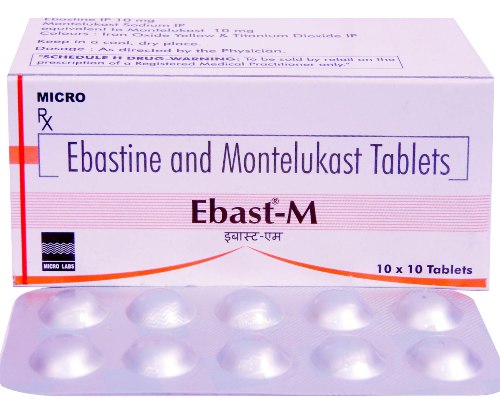 Ebastine IP 10 mg
Montelukast Sodium IP
equivalent to Montelukast 10 mg
Colours : Iron Oxide Yellow & Titanium Dioxide IP
Keep in a cool, dry place.
Dosage : As directed by the Physician.
"SCHEDULE H DRUG-WARNING: To be sold by retail on the
prescription of a Registered Medical Practitioner only."
MICRO
Rx
Ebastine and Montelukast Tablets
Ebast®-M
इबास्ट-एम
MICRO LABS
10 x 10 Tablets